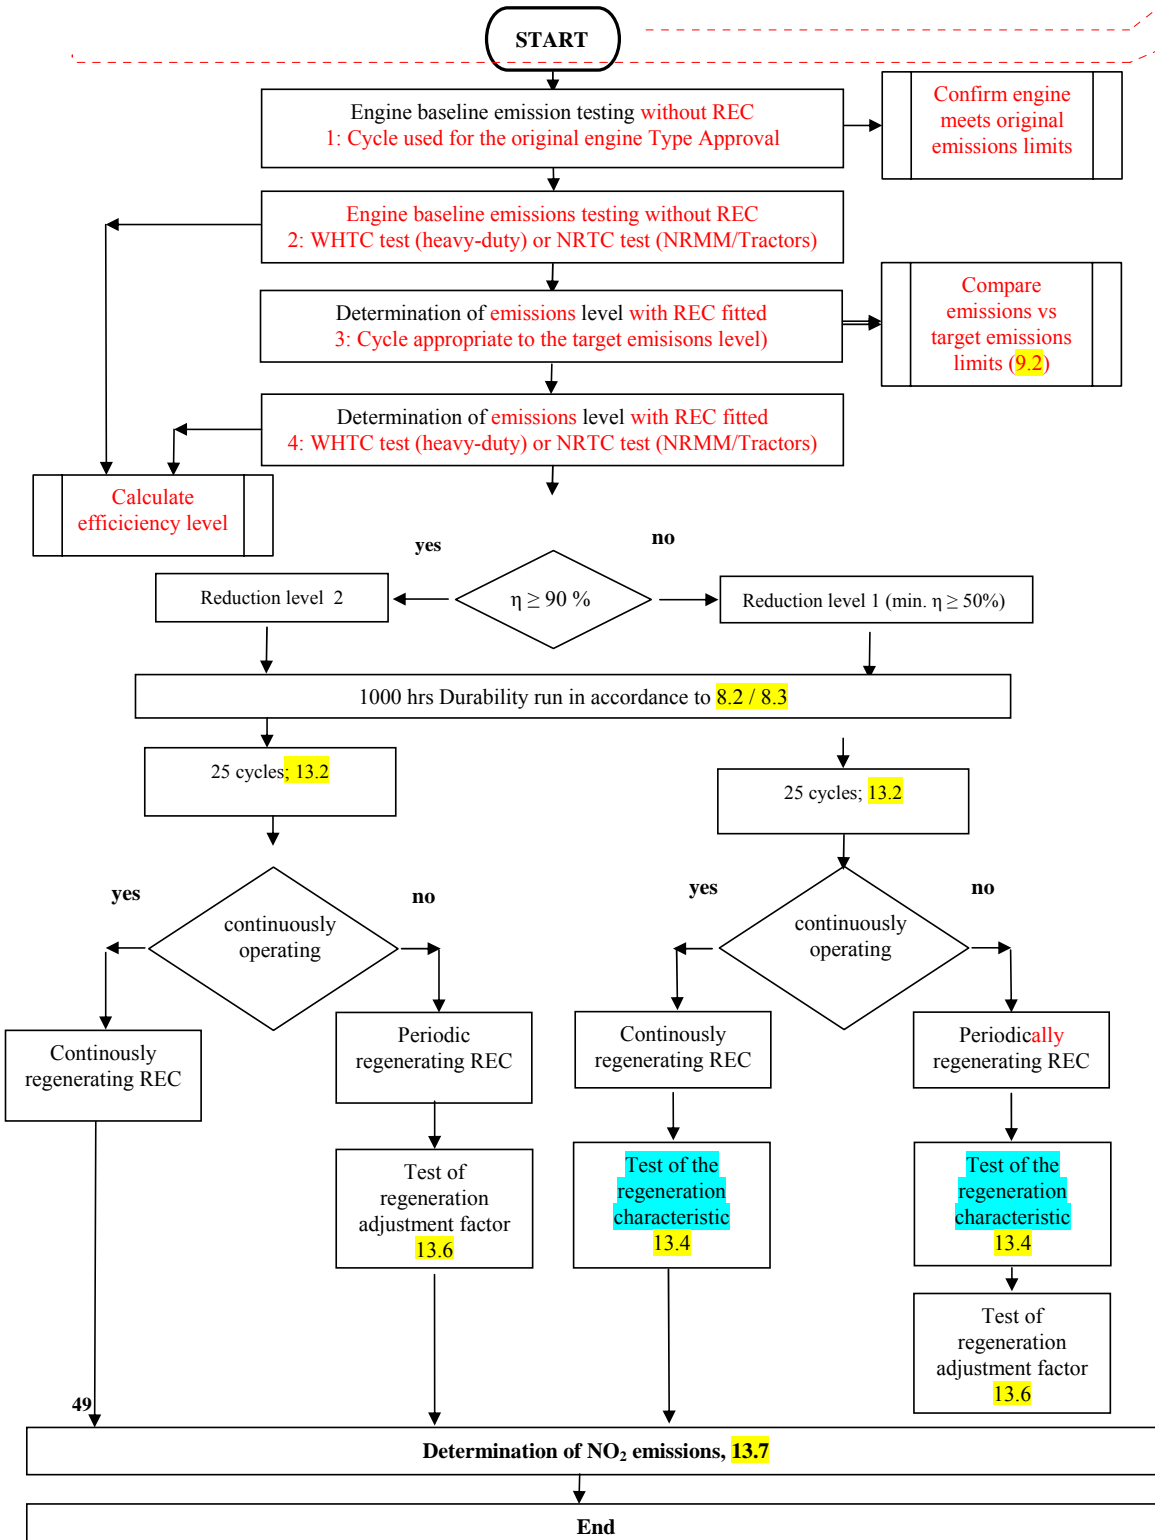 START
Engine baseline emission testing without REC
1: Cycle used for the original engine Type Approval
Confirm engine
meets original
emissions limits
Engine baseline emissions testing without REC
2: WHTC test (heavy-duty) or NRTC test (NRMM/Tractors)
Determination of emissions level with REC fitted
3: Cycle appropriate to the target emisisons level)
Compare
emissions vs
target emissions
limits (9.2)
Determination of emissions level with REC fitted
4: WHTC test (heavy-duty) or NRTC test (NRMM/Tractors)
Calculate
efficiciency level
yes
no
Reduction level 2
η ≥ 90 %
Reduction level 1 (min. η ≥ 50%)
1000 hrs Durability run in accordance to 8.2 / 8.3
25 cycles; 13.2
25 cycles; 13.2
yes
no
continuously
operating
yes
no
continuously
operating
Continously
regenerating REC
Periodic
regenerating REC
Continuously
regenerating REC
Periodically
regenerating REC
Test of
regeneration
adjustment factor
13.6
Test of the
regeneration
characteristic
13.4
Test of the
regeneration
characteristic
13.4
Test of
regeneration
adjustment factor
13.6
49
Determination of NO₂ emissions, 13.7
End